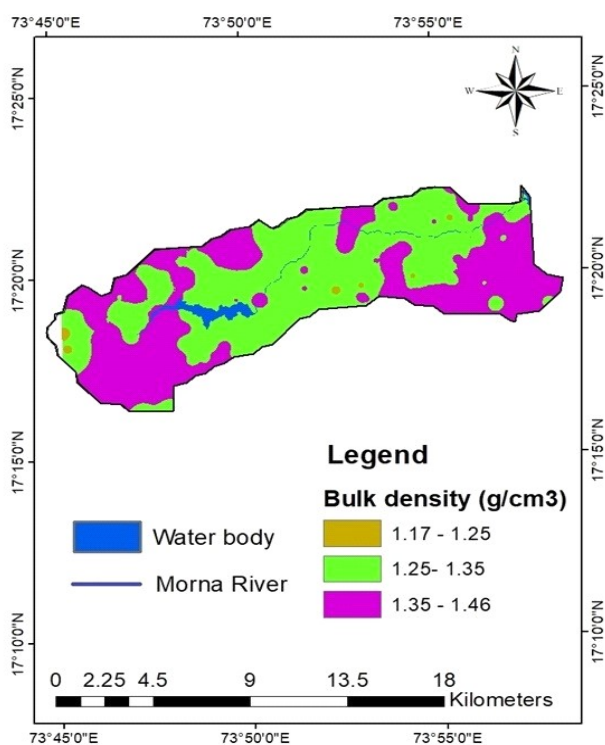 73°45'0"E 73°50'0"E 73°55'0"E
17°25'0"N
17°25'0"N
N
W E
S
17°20'0"N
17°20'0"N
17°15'0"N
17°15'0"N
17°10'0"N
17°10'0"N
Legend
Bulk density (g/cm3)
1.17 - 1.25
1.25- 1.35
1.35 - 1.46
Water body
Morna River
0 2.25 4.5 9 13.5 18
Kilometers
73°45'0"E 73°50'0"E 73°55'0"E